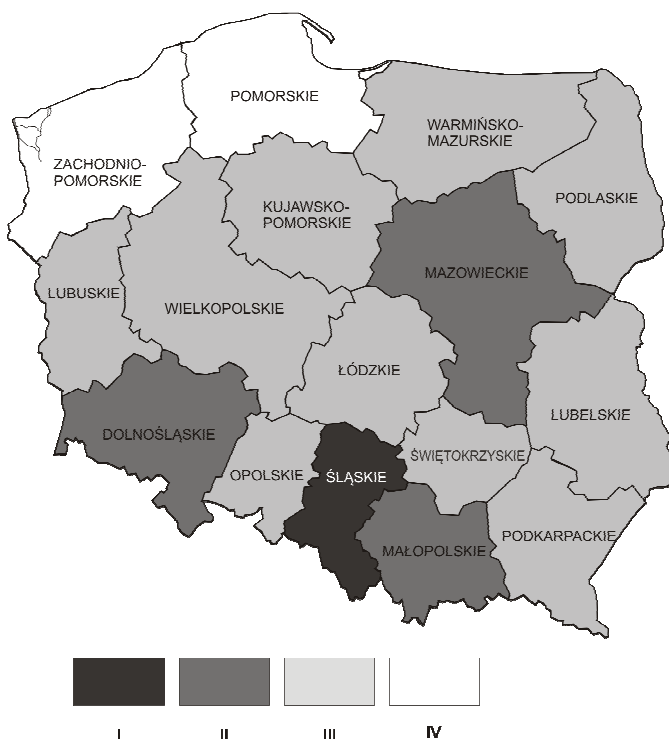 POMORSKIE
WARMIŃSKO-
MAZURSKIE
ZACHODNIO-
POMORSKIE
PODLASKIE
KUJAWSKO-
POMORSKIE
MAZOWIECKIE
LUBUSKIE
WIELKOPOLSKIE
ŁÓDZKIE
LUBELSKIE
DOLNOŚLĄSKIE
ŚWIĘTOKRZYSKIE
OPOLSKIE
ŚLĄSKIE
PODKARPACKIE
MAŁOPOLSKIE
I
II
III
IV